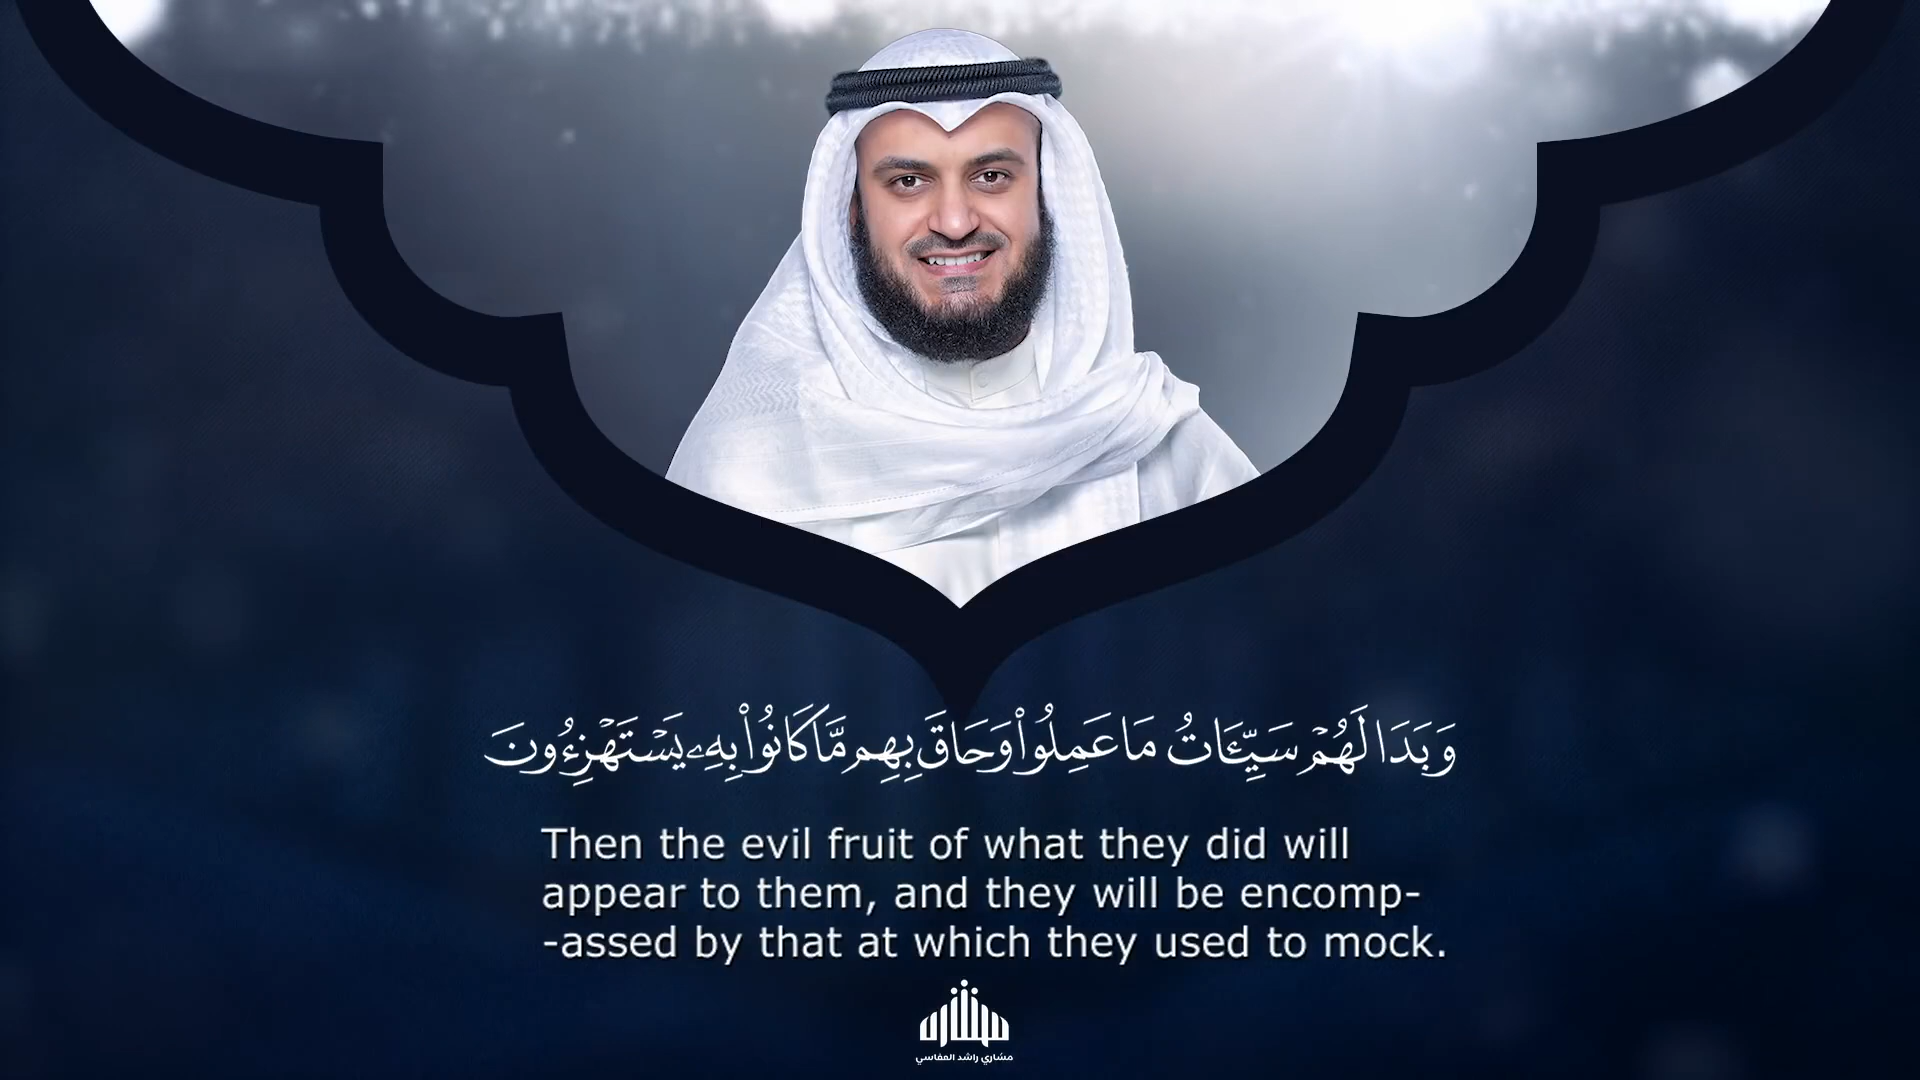 وَبَدَا لَهُمْ سَيِّـَٔاتُ مَا عَمِلُوا۟ وَحَاقَ بِهِم مَّا كَانُوا۟ بِهِۦ يَسْتَهْزِءُونَ
Then the evil fruit of what they did will
appear to them, and they will be encomp-
-assed by that at which they used to mock.
مشاري راشد العفاسي